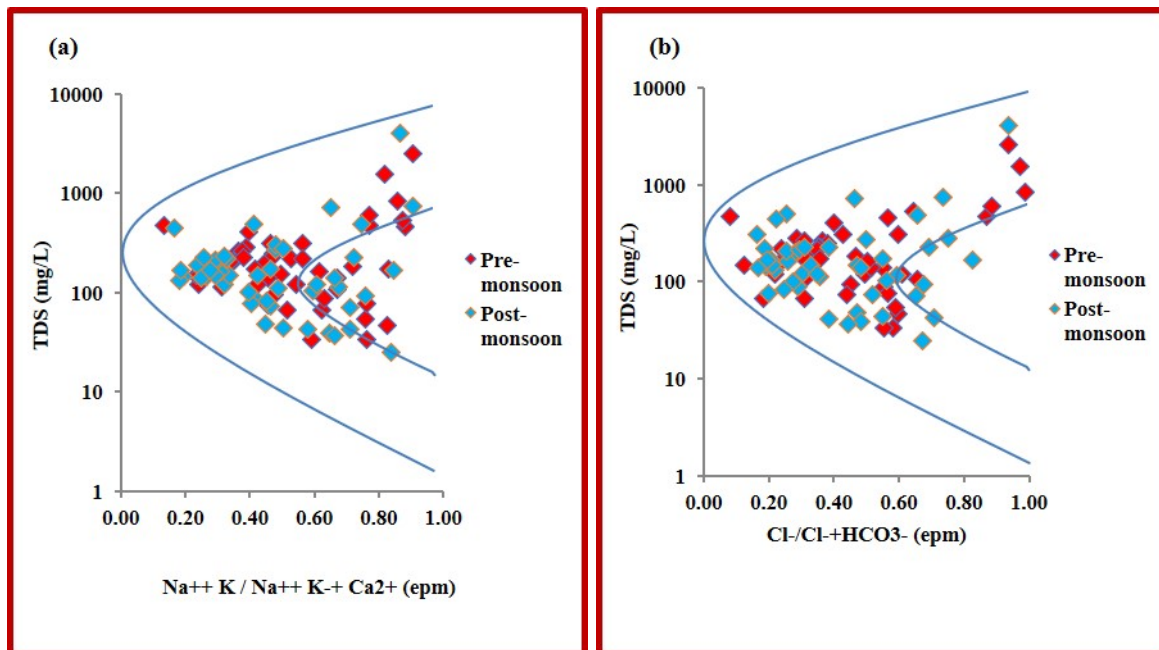 (a)
10000
1000
100
10
1
TDS (mg/L)
0.00 0.20 0.40 0.60 0.80 1.00
Na++ K / Na++ K-+ Ca2+ (epm)
Pre-
monsoon
Post-
monsoon
(b)
10000
1000
100
10
1
TDS (mg/L)
0.00 0.20 0.40 0.60 0.80 1.00
Cl-/Cl-+HCO3- (epm)
Pre-
monsoon
Post-
monsoon